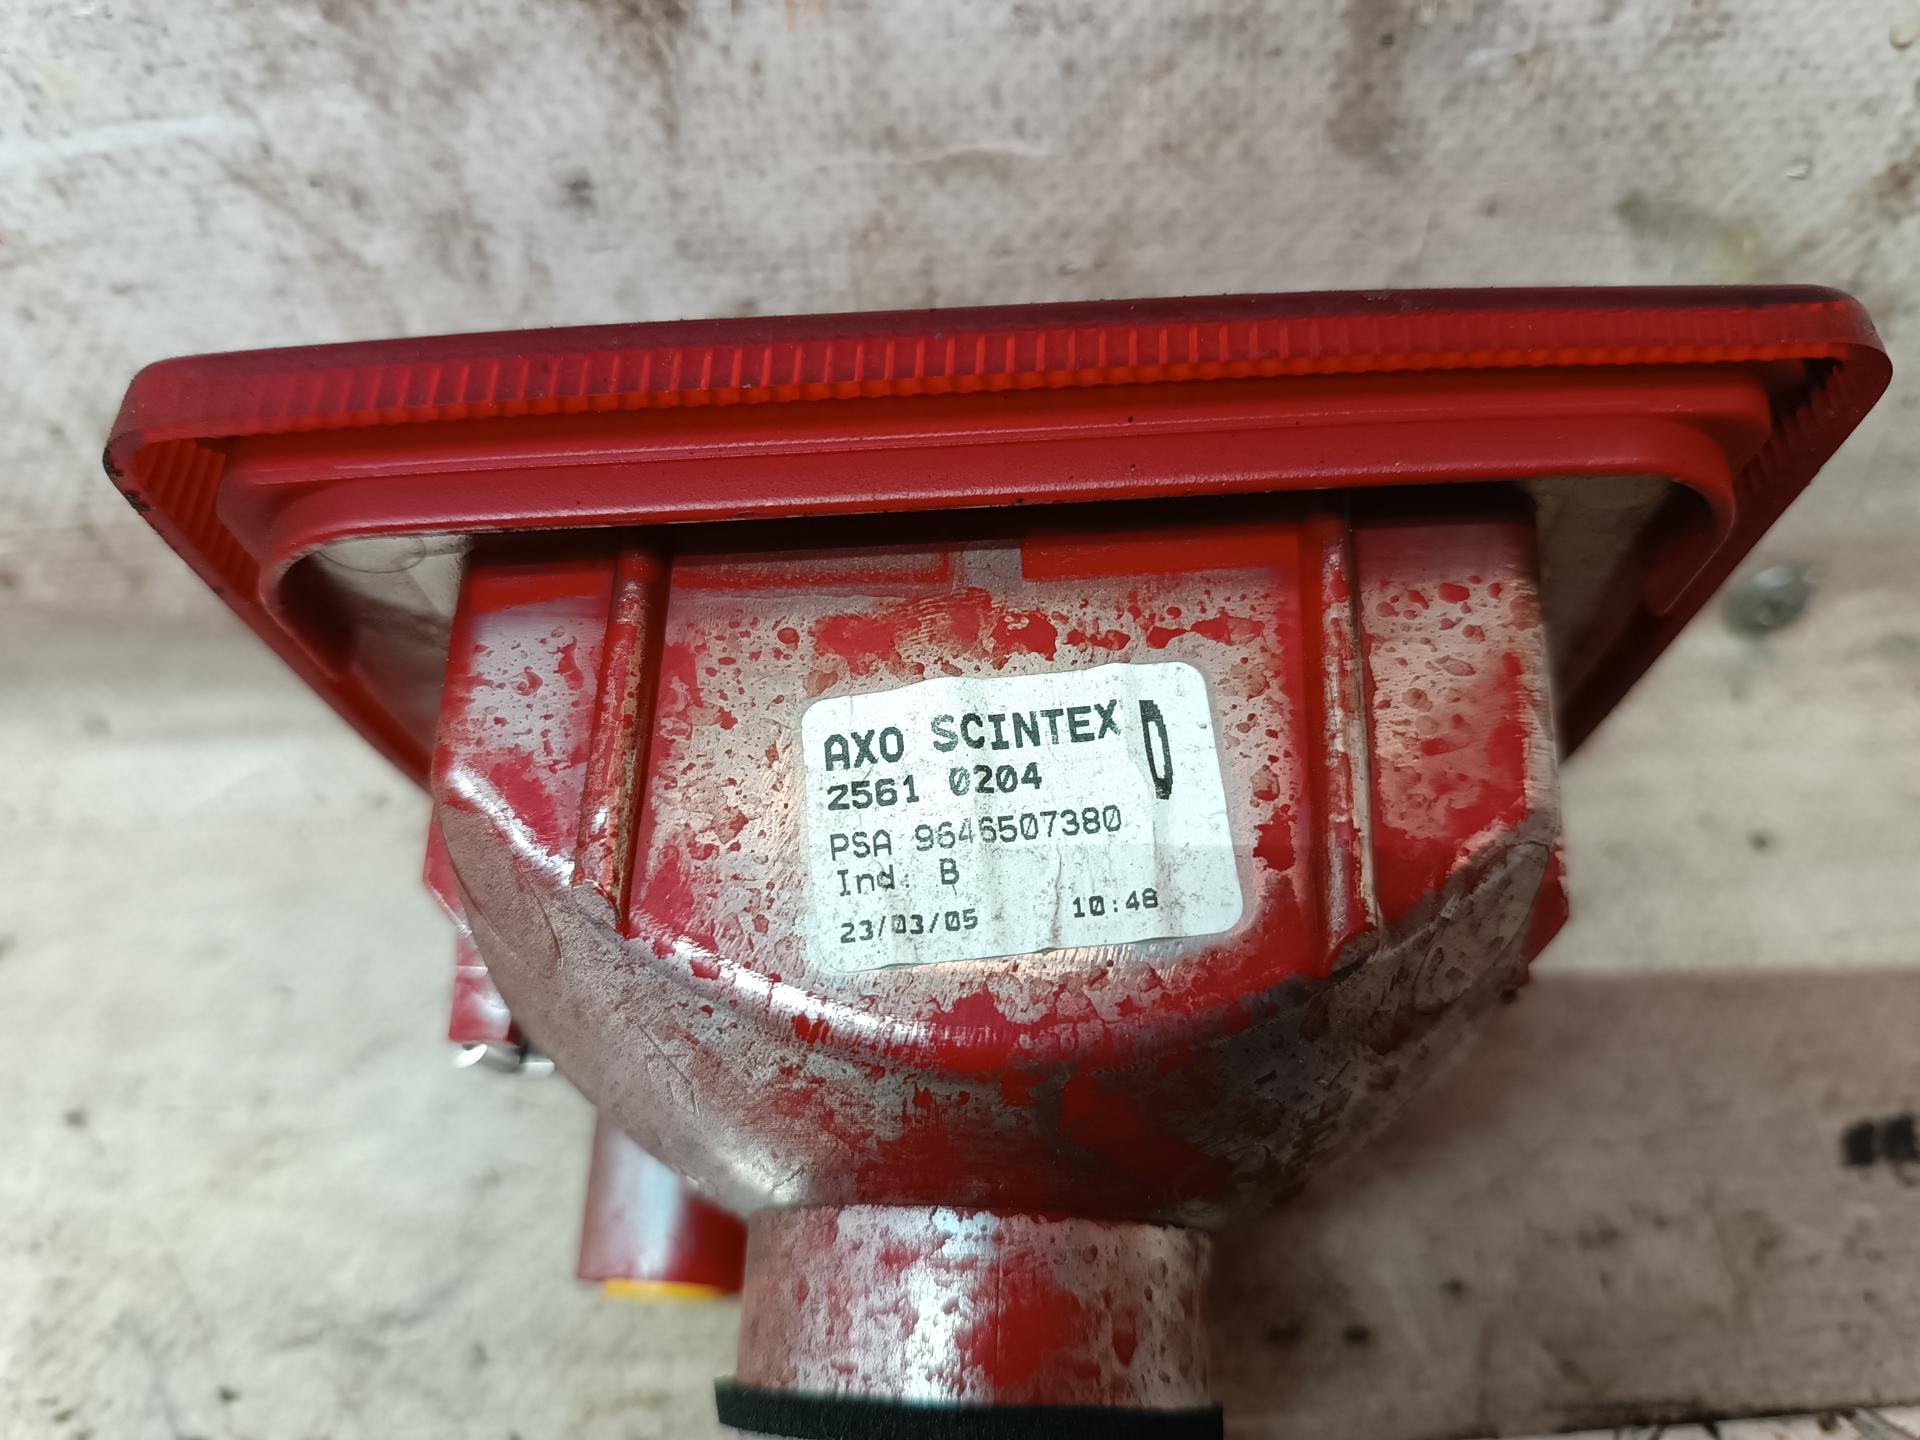 AXO SCINTEX
2561 0204
PSA 9646507380
Ind. B
23/03/05 10:48